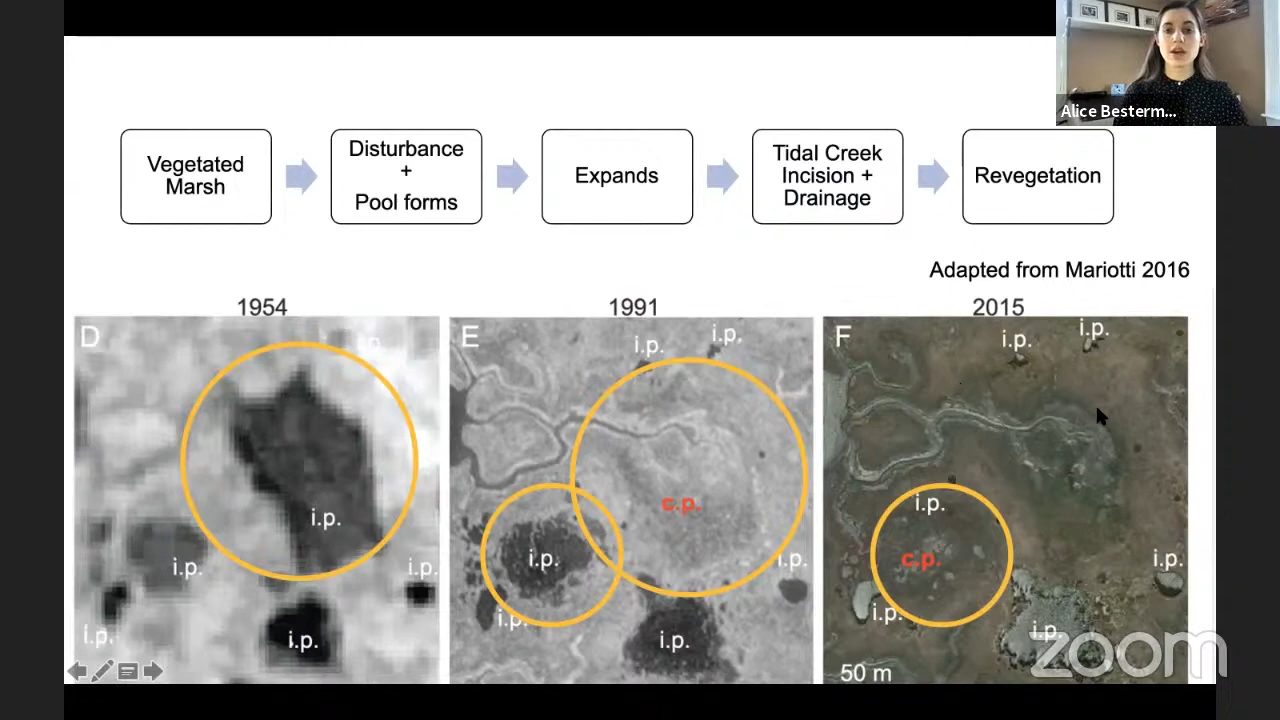 Alice Besterm...
Vegetated
Marsh
Disturbance
+
Pool forms
Expands
Tidal Creek
Incision +
Drainage
Revegetation
Adapted from Mariotti 2016
1954
1991
2015
D
i.p.
i.p.
i.p.
i.p.
i.p.
E
i.p.
i.p.
c.p.
i.p.
i.p.
i.p.
i.p.
F
i.p.
i.p.
i.p.
c.p.
i.p.
i.p.
i.p.
50 m
zoom